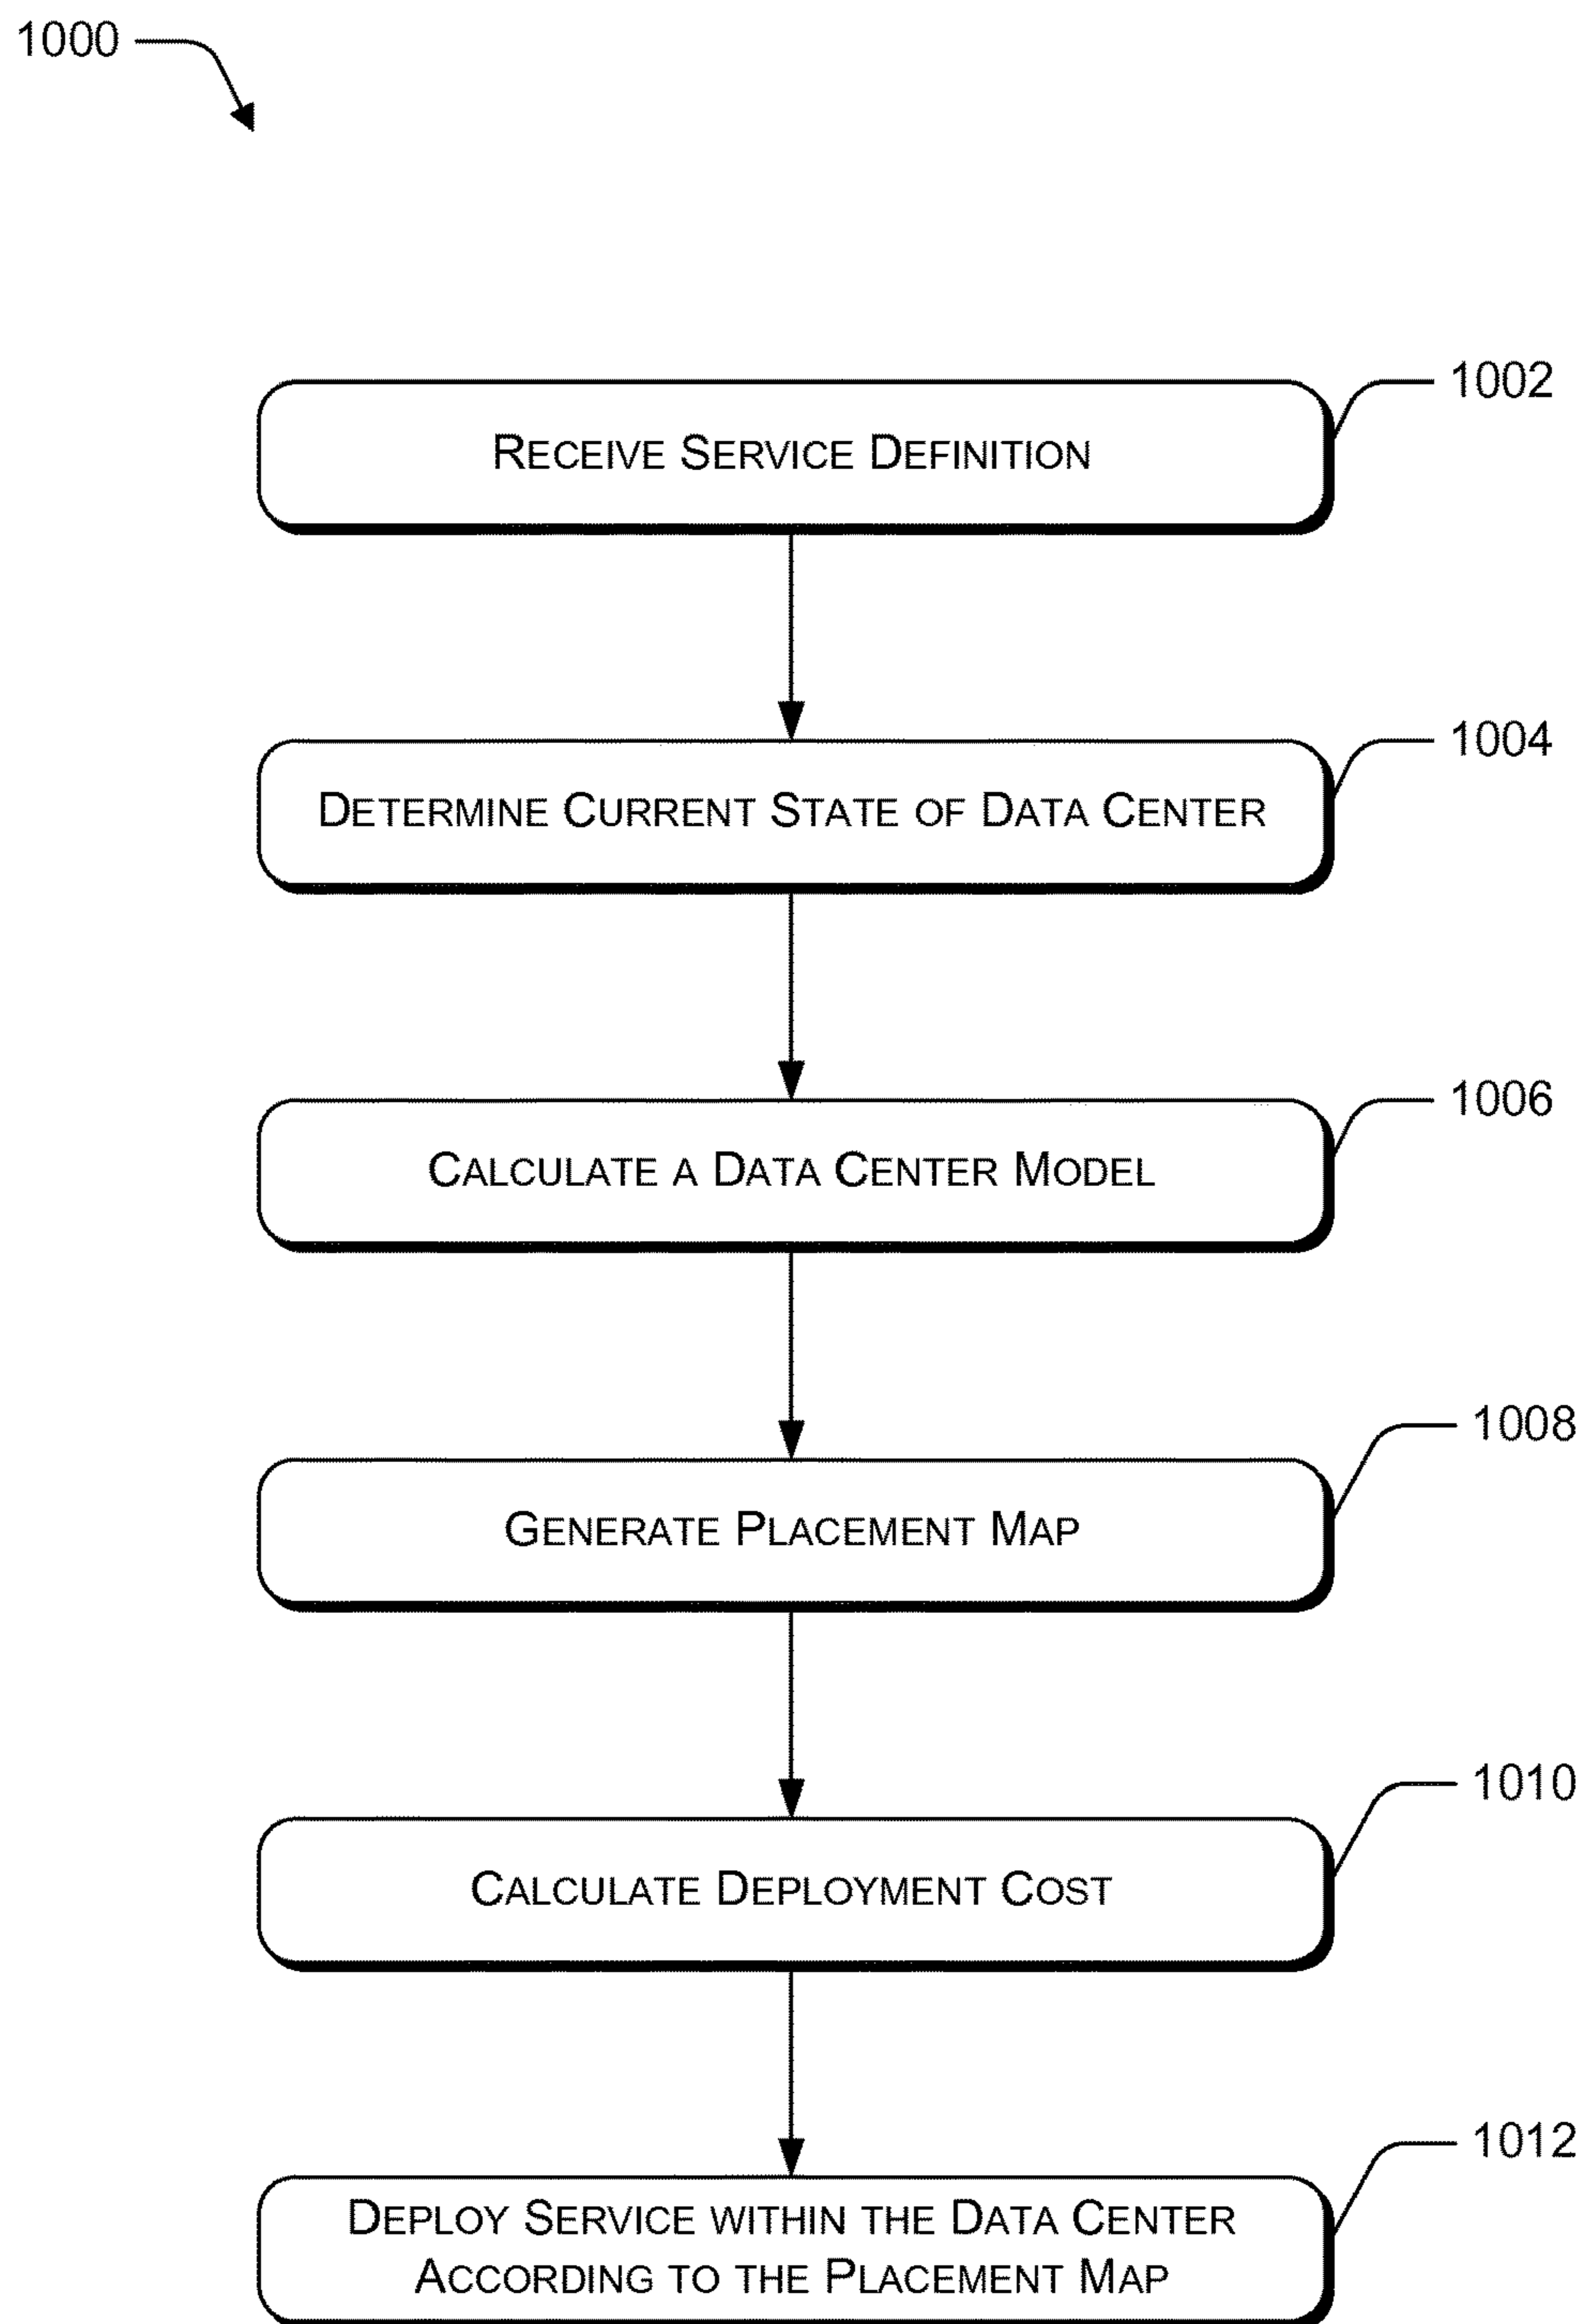 1000
RECEIVE SERVICE DEFINITION
1002
DETERMINE CURRENT STATE OF DATA CENTER
1004
CALCULATE A DATA CENTER MODEL
1006
GENERATE PLACEMENT MAP
1008
CALCULATE DEPLOYMENT COST
1010
DEPLOY SERVICE WITHIN THE DATA CENTER
ACCORDING TO THE PLACEMENT MAP
1012